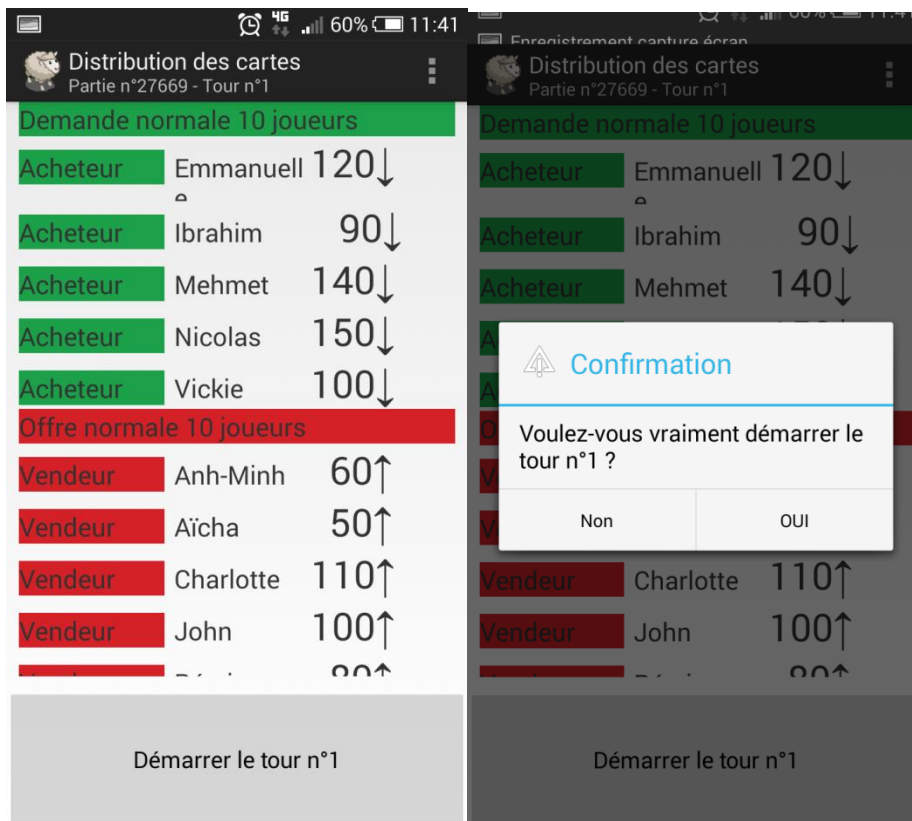 4G 60% 11:41
Distribution des cartes
Partie n°27669 - Tour n°1
Demande normale 10 joueurs
Acheteur Emmanuell 120↓
e
Acheteur Ibrahim 90↓
Acheteur Mehmet 140↓
Acheteur Nicolas 150↓
Acheteur Vickie 100↓
Offre normale 10 joueurs
Vendeur Anh-Minh 60↑
Vendeur Aïcha 50↑
Vendeur Charlotte 110↑
Vendeur John 100↑
Démarrer le tour n°1
Enregistrement capture écran
Distribution des cartes
Partie n°27669 - Tour n°1
Demande normale 10 joueurs
Acheteur Emmanuell 120↓
e
Acheteur Ibrahim 90↓
Acheteur Mehmet 140↓
Confirmation
Voulez-vous vraiment démarrer le
tour n°1 ?
Non OUI
Vendeur Charlotte 110↑
Vendeur John 100↑
Démarrer le tour n°1